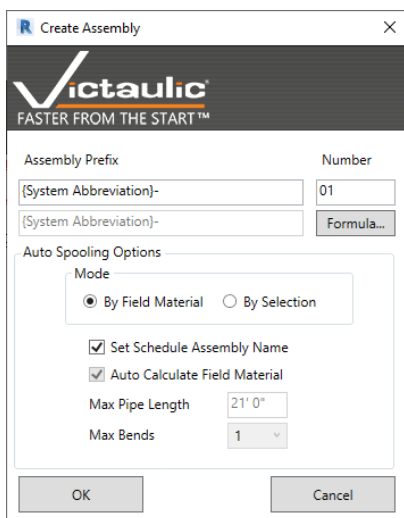 R Create Assembly
Victaulic®
FASTER FROM THE START™
Assembly Prefix Number
{System Abbreviation}- 01
{System Abbreviation}- Formula...
Auto Spooling Options
Mode
By Field Material By Selection
Set Schedule Assembly Name
Auto Calculate Field Material
Max Pipe Length 21' 0"
Max Bends 1
OK Cancel